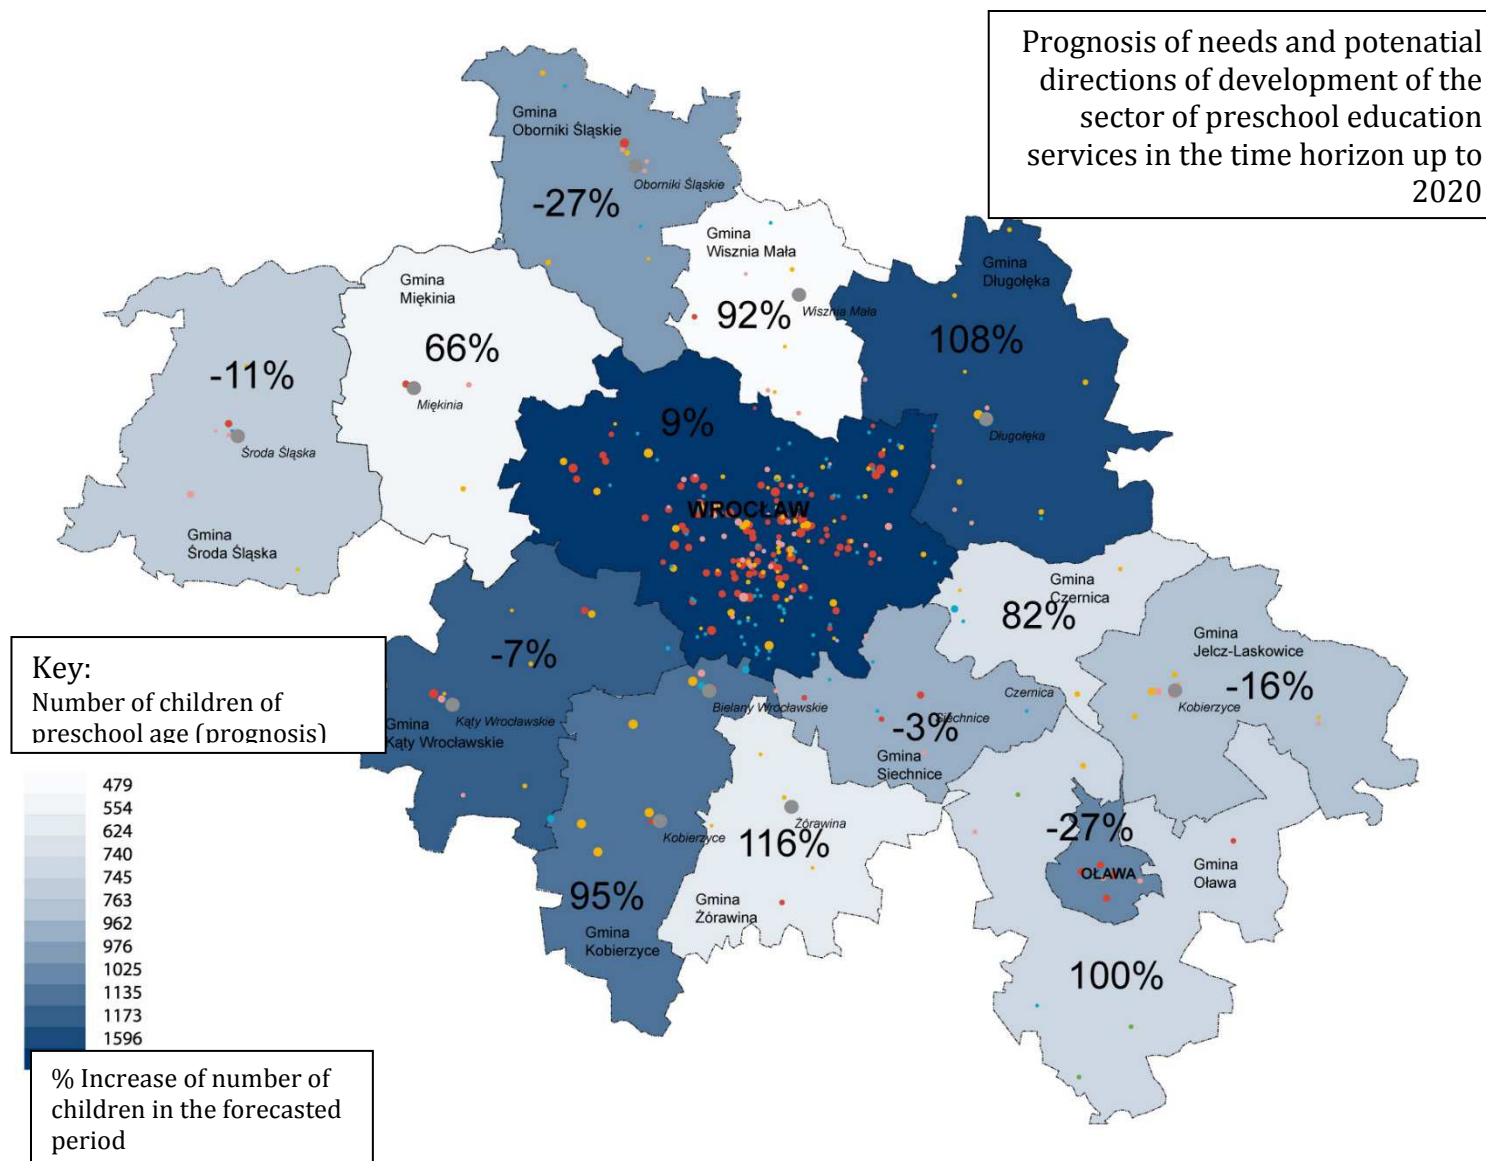 Prognosis of needs and potenatial
directions of development of the
sector of preschool education
services in the time horizon up to
2020
Gmina
Oborniki Śląskie
Oborniki Śląskie
-27%
Gmina
Wisznia Mała
Wisznia Mała
92%
Gmina
Długołęka
108%
Długołęka
Gmina
Miękinia
66%
Miękinia
-11%
Środa Śląska
Gmina
Środa Śląska
9%
WROCŁAW
Gmina
Czernica
82%
Gmina
Jelcz-Laskowice
-16%
Kobierzyce
Czernica
Siechnice
-3%
Gmina
Siechnice
-7%
Kąty Wrocławskie
Gmina
Kąty Wrocławskie
Bielany Wrocławskie
Kobierzyce
95%
Gmina
Kobierzyce
Żórawina
116%
Gmina
Żórawina
-27%
OŁAWA
Gmina
Oława
100%
Key:
Number of children of
preschool age (prognosis)
479
554
624
740
745
763
962
976
1025
1135
1173
1596
% Increase of number of
children in the forecasted
period